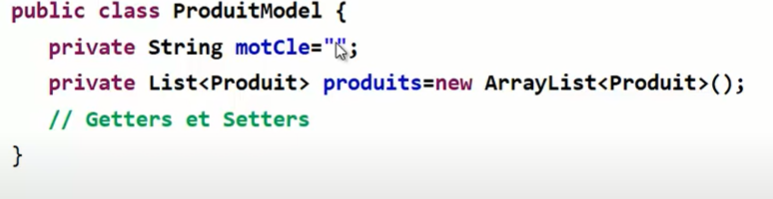 public class ProduitModel {
private String motCle="";
private List<Produit> produits=new ArrayList<Produit>();
// Getters et Setters
}